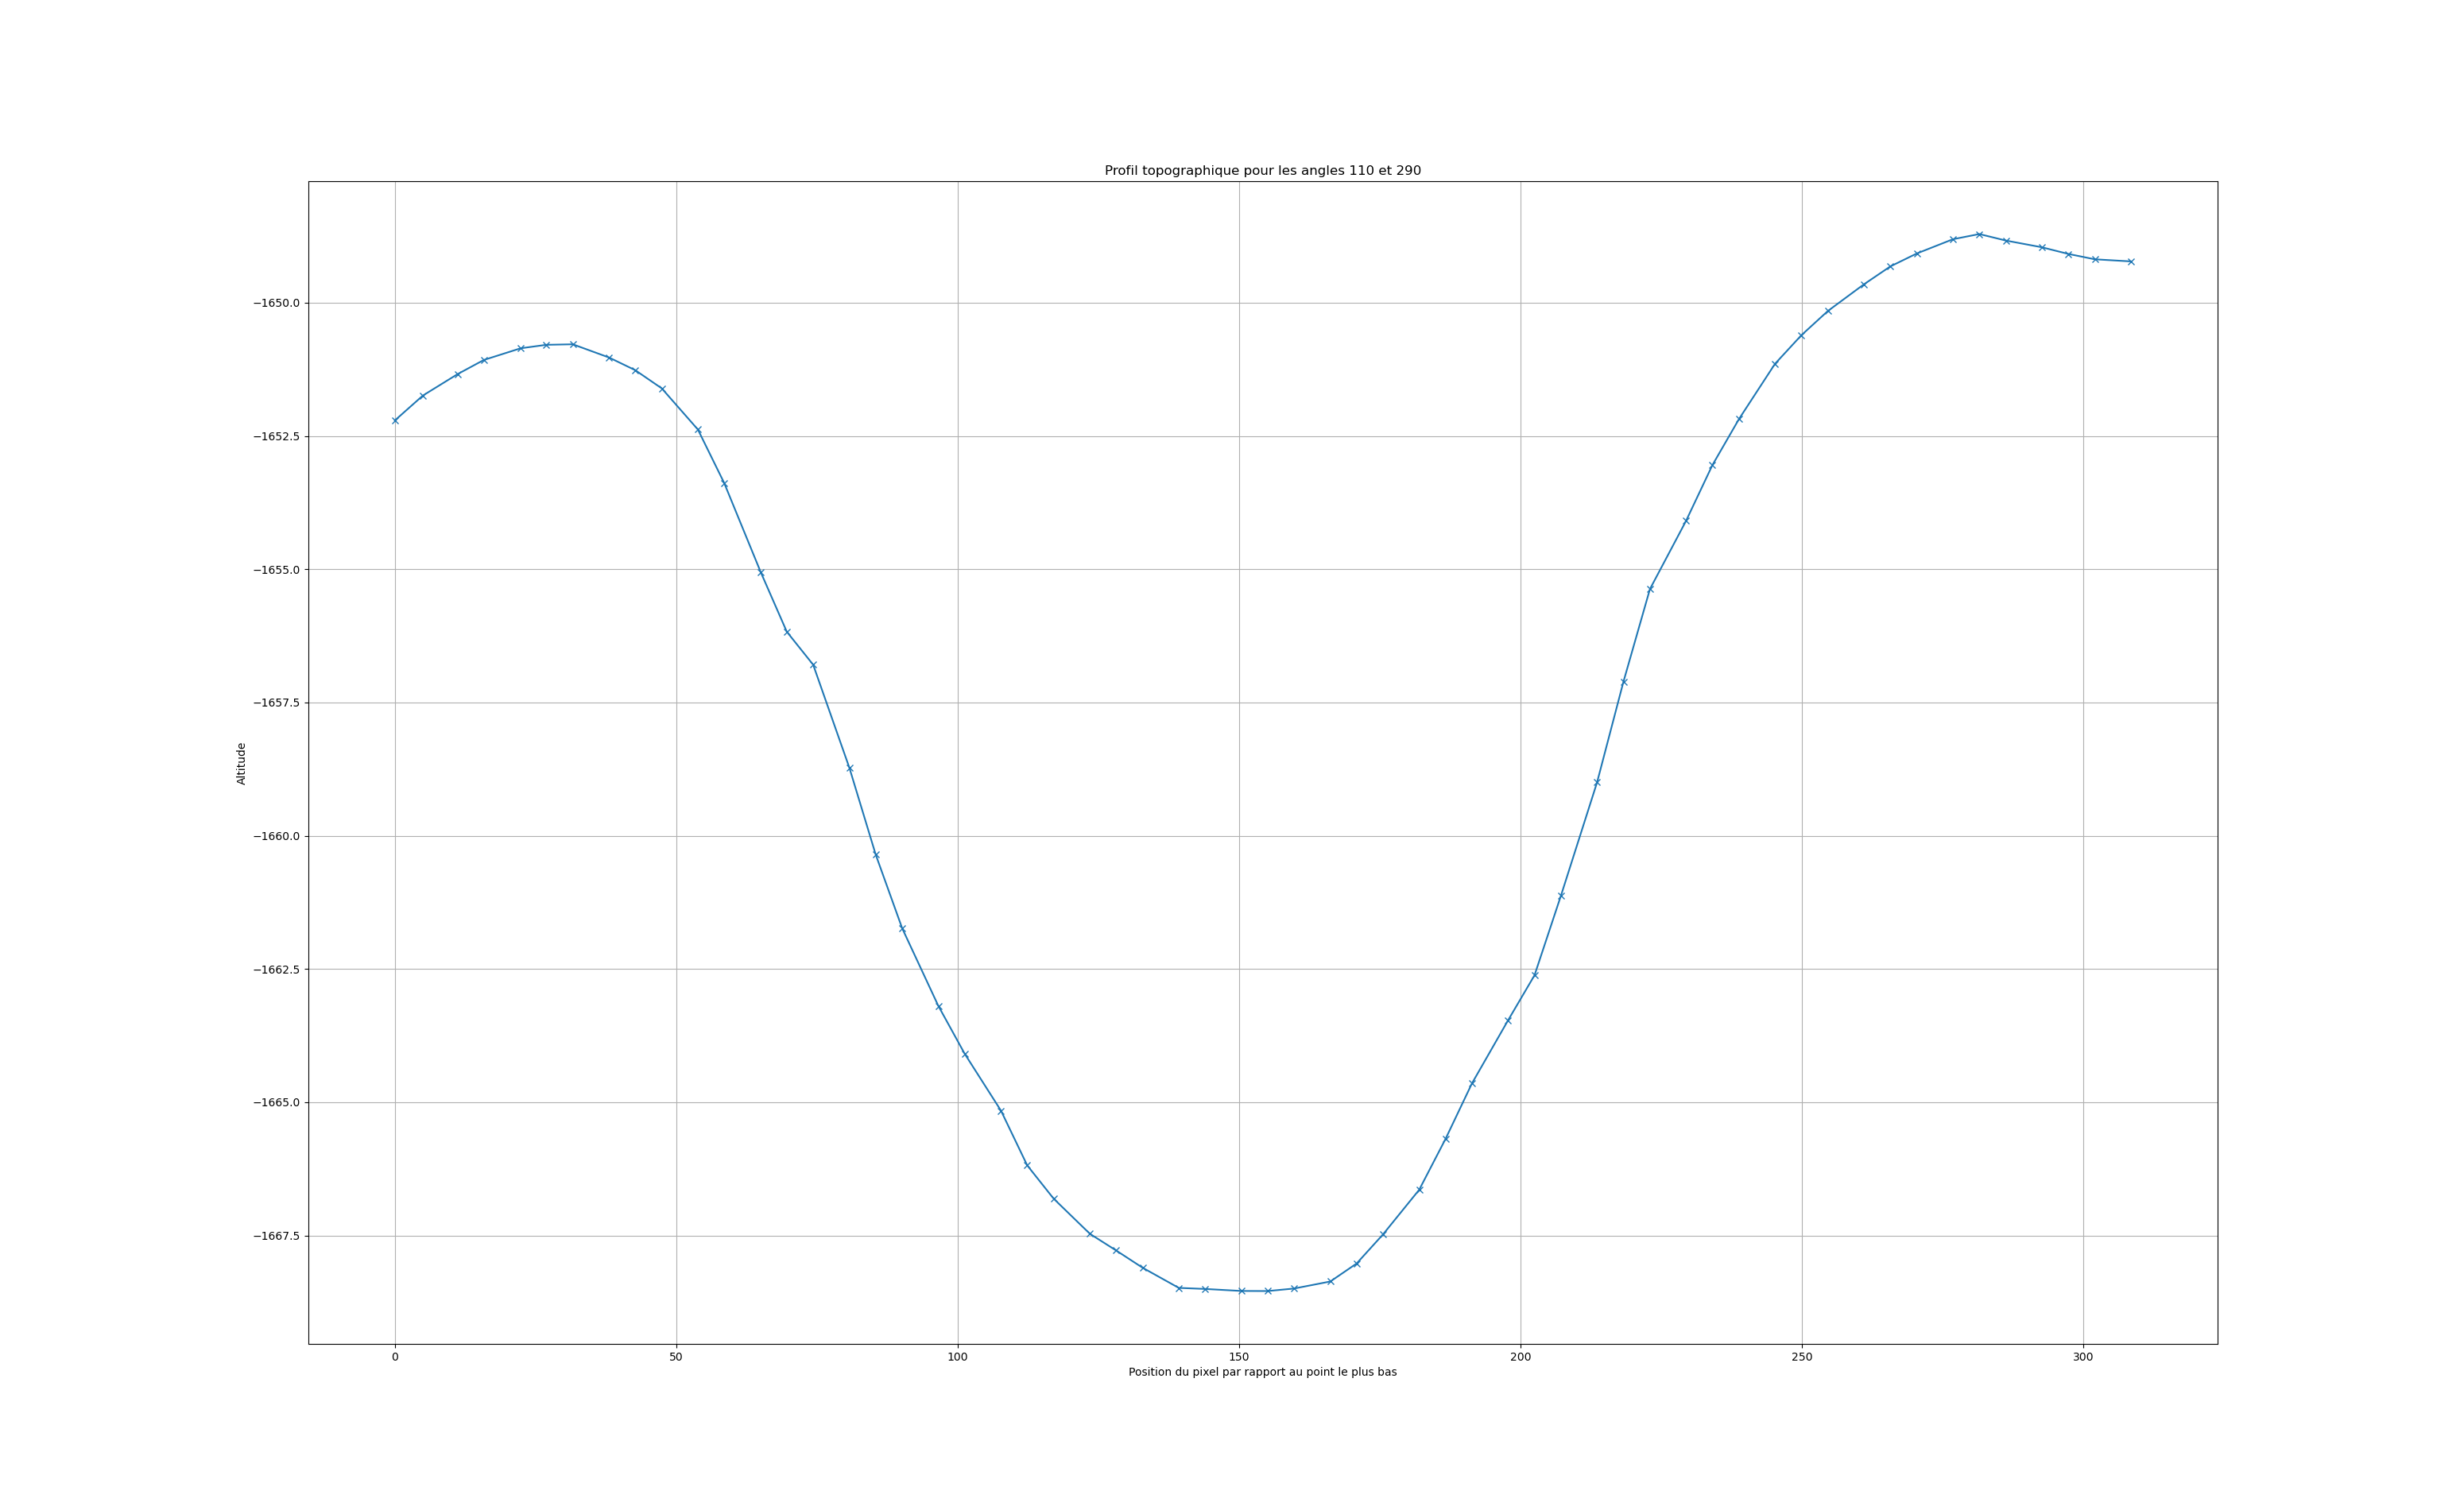 Profil topographique pour les angles 110 et 290
−1650.0
−1652.5
−1655.0
−1657.5
−1660.0
−1662.5
−1665.0
−1667.5
Altitude
0 50 100 150 200 250 300
Position du pixel par rapport au point le plus bas